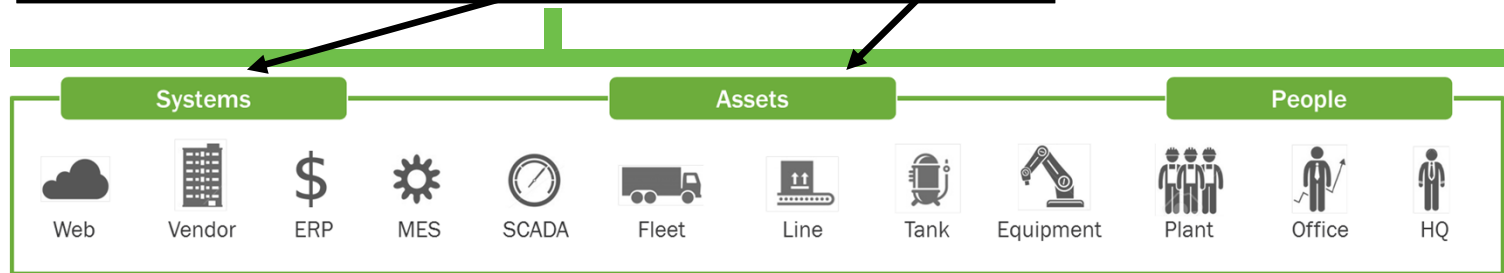 Systems Assets People
Web Vendor ERP MES SCADA Fleet Line Tank Equipment Plant Office HQ